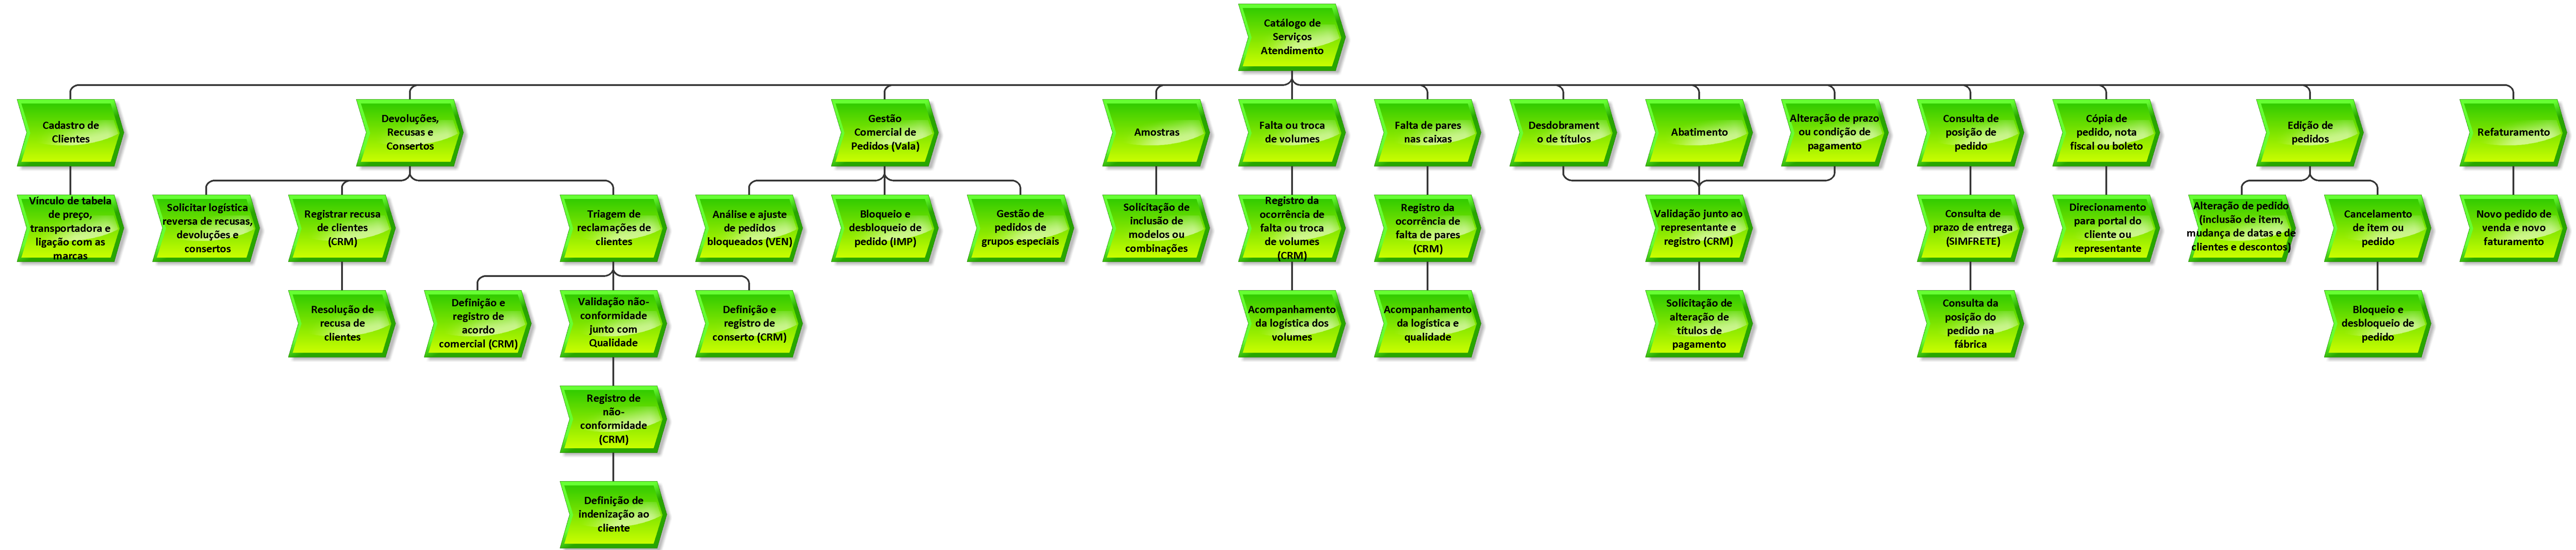 Catálogo de
Serviços
Atendimento
Cadastro de
Clientes
Devoluções,
Recusas e
Consertos
Gestão
Comercial de
Pedidos (Vala)
Amostras
Falta ou troca
de volumes
Falta de pares
nas caixas
Desdobrament
o de títulos
Abatimento
Alteração de prazo
ou condição de
pagamento
Consulta de
posição de
pedido
Cópia de
pedido, nota
fiscal ou boleto
Edição de
pedidos
Refaturamento
Vínculo de tabela
de preço,
transportadora e
ligação com as
marcas
Solicitar logística
reversa de recusas,
devoluções e
consertos
Registrar recusa
de clientes
(CRM)
Triagem de
reclamações de
clientes
Análise e ajuste
de pedidos
bloqueados (VEN)
Bloqueio e
desbloqueio de
pedido (IMP)
Gestão de
pedidos de
grupos especiais
Solicitação de
inclusão de
modelos ou
combinações
Registro da
ocorrência de
falta ou troca
de volumes
(CRM)
Registro da
ocorrência de
falta de pares
(CRM)
Validação junto ao
representante e
registro (CRM)
Consulta de
prazo de entrega
(SIMFRETE)
Direcionamento
para portal do
cliente ou
representante
Alteração de pedido
(inclusão de item,
mudança de datas e de
clientes e descontos)
Cancelamento
de item ou
pedido
Novo pedido de
venda e novo
faturamento
Resolução de
recusa de
clientes
Definição e
registro de
acordo
comercial (CRM)
Validação não-
conformidade
junto com
Qualidade
Definição e
registro de
conserto (CRM)
Acompanhamento
da logística dos
volumes
Acompanhamento
da logística e
qualidade
Solicitação de
alteração de
títulos de
pagamento
Consulta da
posição do
pedido na
fábrica
Bloqueio e
desbloqueio de
pedido
Registro de
não-
conformidade
(CRM)
Definição de
indenização ao
cliente